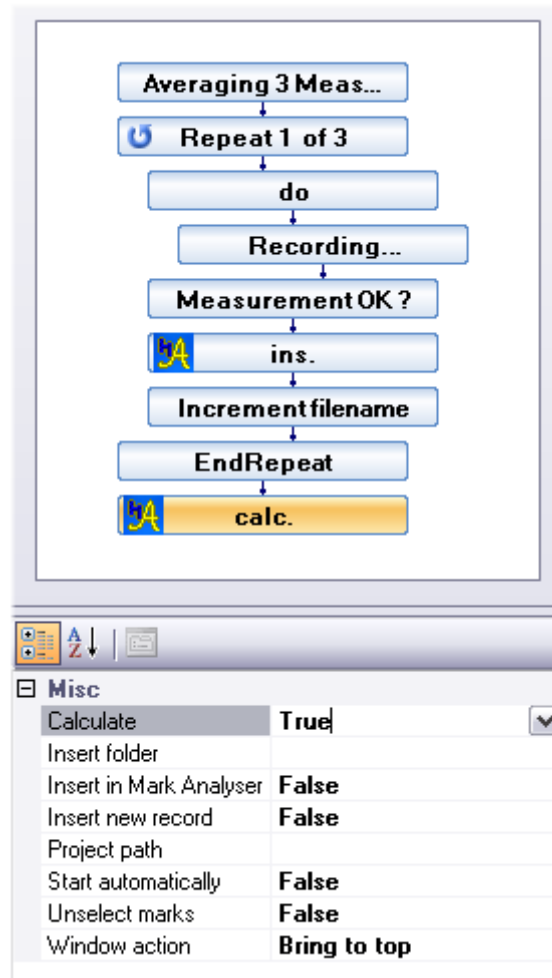 Averaging 3 Meas...
Repeat 1 of 3
do
Recording...
Measurement OK ?
ins.
Increment filename
EndRepeat
calc.
Misc
Calculate True
Insert folder
Insert in Mark Analyser False
Insert new record False
Project path
Start automatically False
Unselect marks False
Window action Bring to top